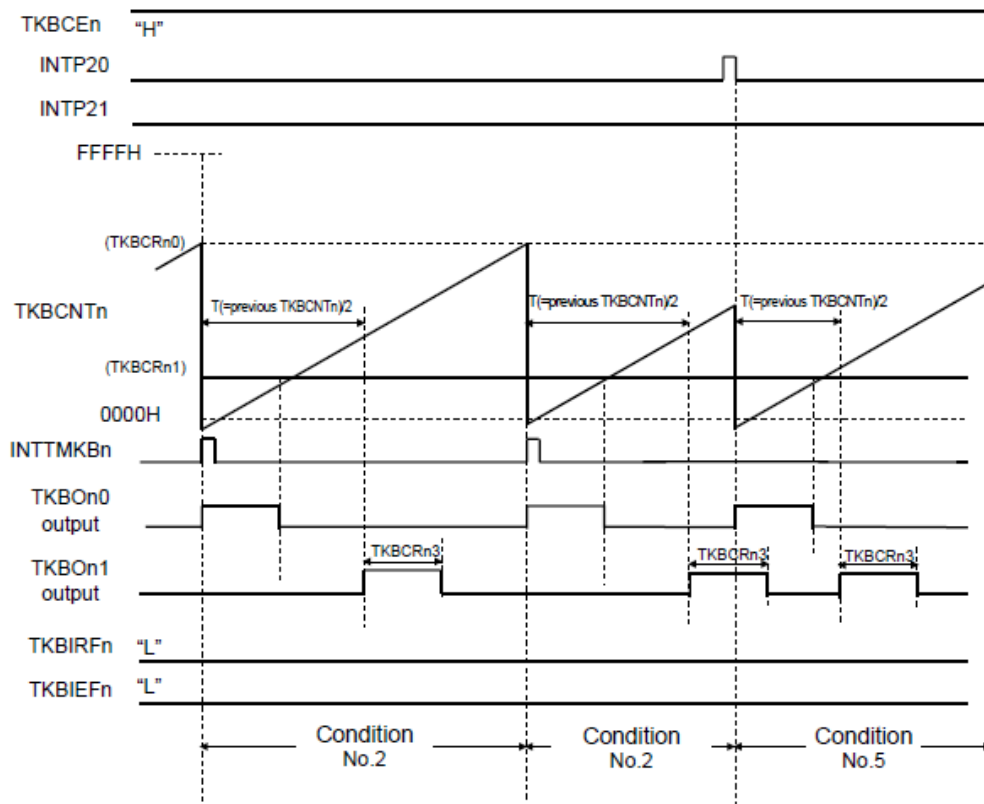 TKBCEn "H"
INTP20
INTP21
FFFFH
(TKBCRn0)
TKBCNTn
T(=previous TKBCNTn)/2
T(=previous TKBCNTn)/2
T(=previous TKBCNTn)/2
(TKBCRn1)
0000H
INTTMKBn
TKBOn0
output
TKBOn1
output
TKBCRn3
TKBCRn3
TKBCRn3
TKBIRFn "L"
TKBIEFn "L"
Condition
No.2
Condition
No.2
Condition
No.5